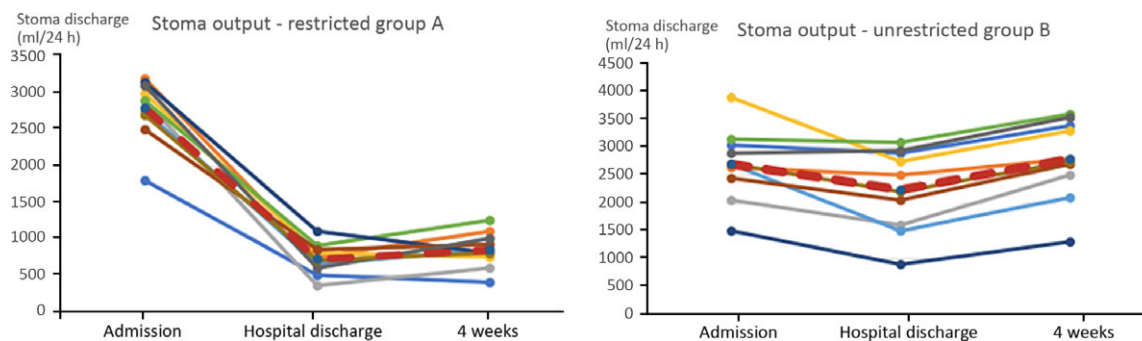 Stoma discharge
(ml/24 h)
Stoma output - restricted group A
3500
3000
2500
2000
1500
1000
500
0
Admission
Hospital discharge
4 weeks
Stoma discharge
(ml/24 h)
Stoma output - unrestricted group B
4500
4000
3500
3000
2500
2000
1500
1000
500
0
Admission
Hospital discharge
4 weeks